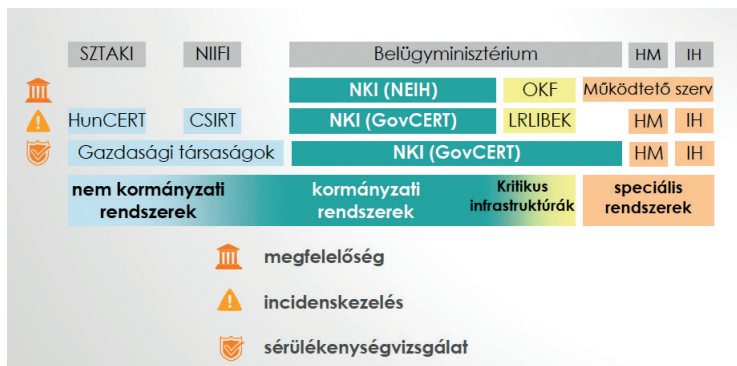 SZTAKI NIIFI Belügyminisztérium HM IH
NKI (NEIH) OKF Működtető szerv
HunCERT CSIRT NKI (GovCERT) LRLIBEK HM IH
Gazdasági társaságok NKI (GovCERT) HM IH
nem kormányzati rendszerek
kormányzati rendszerek
Kritikus infrastruktúrák
speciális rendszerek
megfelelőség
incidenskezelés
sérülékenységvizsgálat